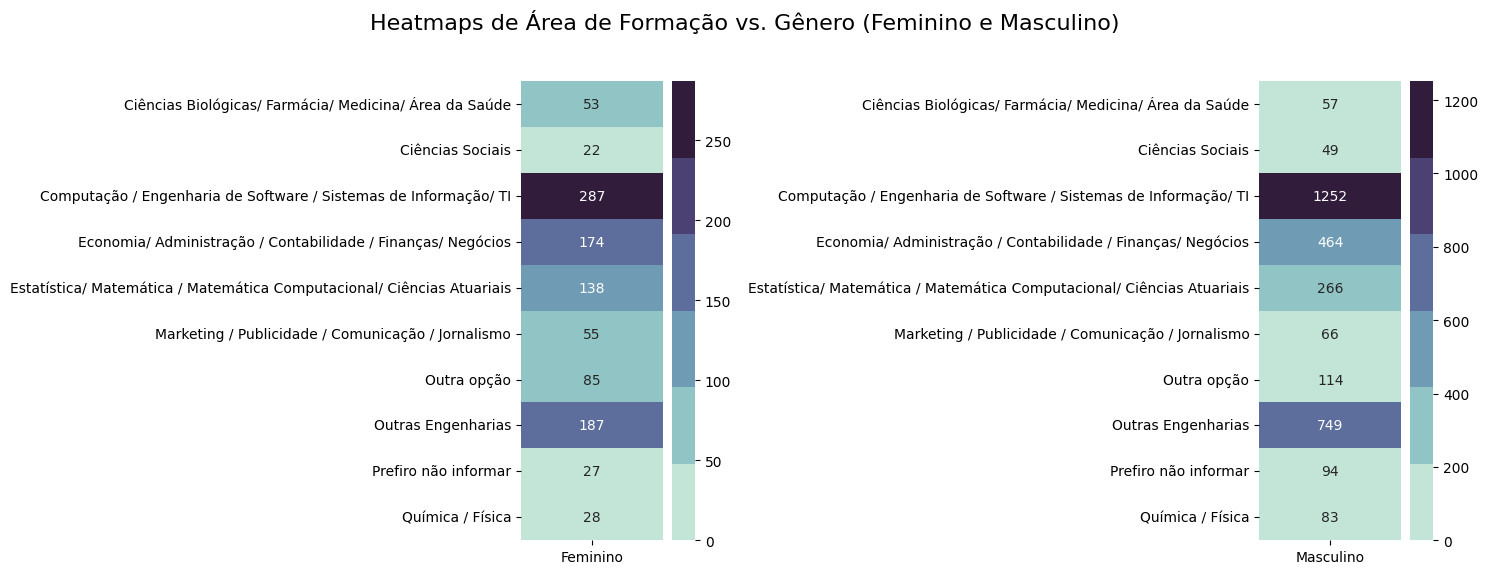 Heatmaps de Área de Formação vs. Gênero (Feminino e Masculino)
Ciências Biológicas/ Farmácia/ Medicina/ Área da Saúde
53
Ciências Sociais
22
Computação / Engenharia de Software / Sistemas de Informação/ TI
287
Economia/ Administração / Contabilidade / Finanças/ Negócios
174
Estatística/ Matemática / Matemática Computacional/ Ciências Atuariais
138
Marketing / Publicidade / Comunicação / Jornalismo
55
Outra opção
85
Outras Engenharias
187
Prefiro não informar
27
Química / Física
28
Feminino
250
200
150
100
50
0
Ciências Biológicas/ Farmácia/ Medicina/ Área da Saúde
57
Ciências Sociais
49
Computação / Engenharia de Software / Sistemas de Informação/ TI
1252
Economia/ Administração / Contabilidade / Finanças/ Negócios
464
Estatística/ Matemática / Matemática Computacional/ Ciências Atuariais
266
Marketing / Publicidade / Comunicação / Jornalismo
66
Outra opção
114
Outras Engenharias
749
Prefiro não informar
94
Química / Física
83
Masculino
1200
1000
800
600
400
200
0